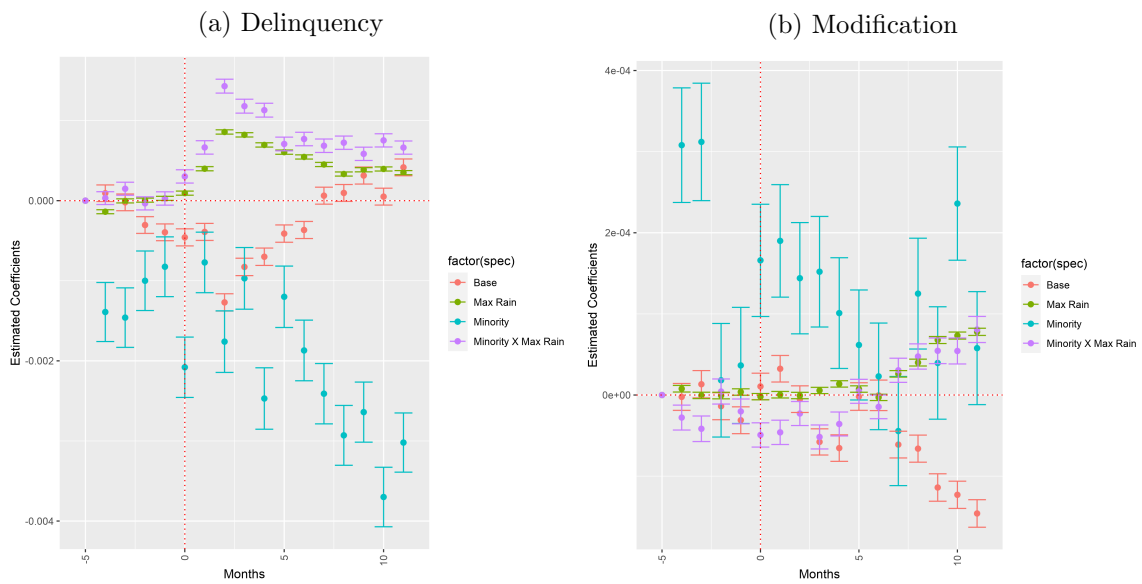 (a) Delinquency
0.000
-0.002
-0.004
Estimated Coefficients
-5
0
5
10
Months
factor(spec)
Base
Max Rain
Minority
Minority X Max Rain
(b) Modification
4e-04
2e-04
0e+00
Estimated Coefficients
-5
0
5
10
Months
factor(spec)
Base
Max Rain
Minority
Minority X Max Rain